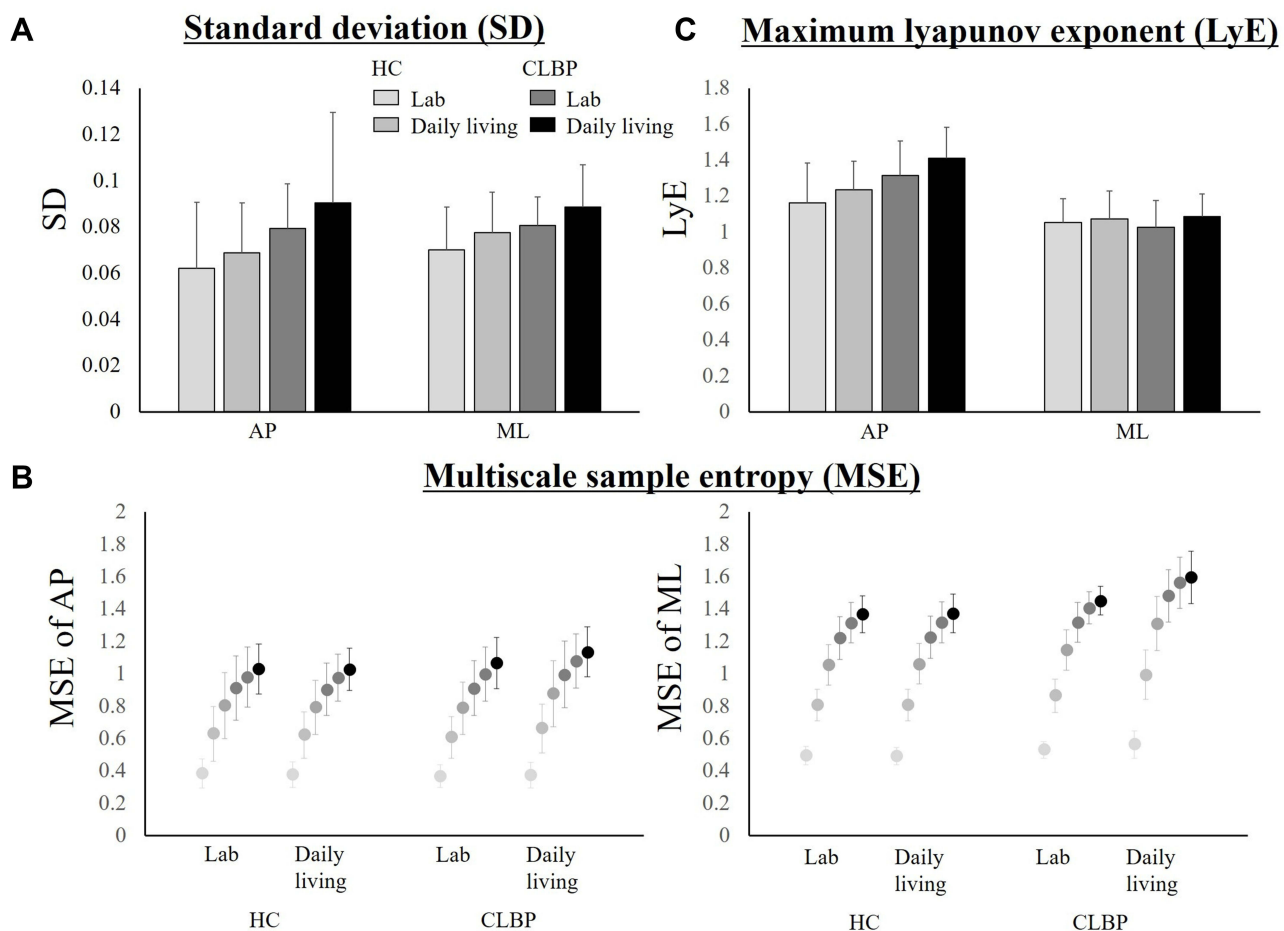 A
Standard deviation (SD)
HC
CLBP
Lab
Lab
Daily living
Daily living
0.14
0.12
0.1
0.08
0.06
0.04
0.02
0
SD
AP
ML
C
Maximum lyapunov exponent (LyE)
1.8
1.6
1.4
1.2
1
0.8
0.6
0.4
0.2
0
LyE
AP
ML
B
Multiscale sample entropy (MSE)
2
1.8
1.6
1.4
1.2
1
0.8
0.6
0.4
0.2
0
MSE of AP
Lab
Daily
living
Lab
Daily
living
HC
CLBP
2
1.8
1.6
1.4
1.2
1
0.8
0.6
0.4
0.2
0
MSE of ML
Lab
Daily
living
Lab
Daily
living
HC
CLBP